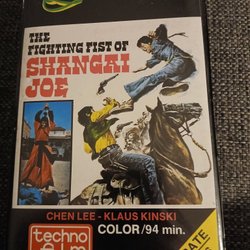 THE
FIGHTING FIST OF
SHANGAI
JOE
CHEN LEE - KLAUS KINSKI
COLOR/94 min.
techno
film